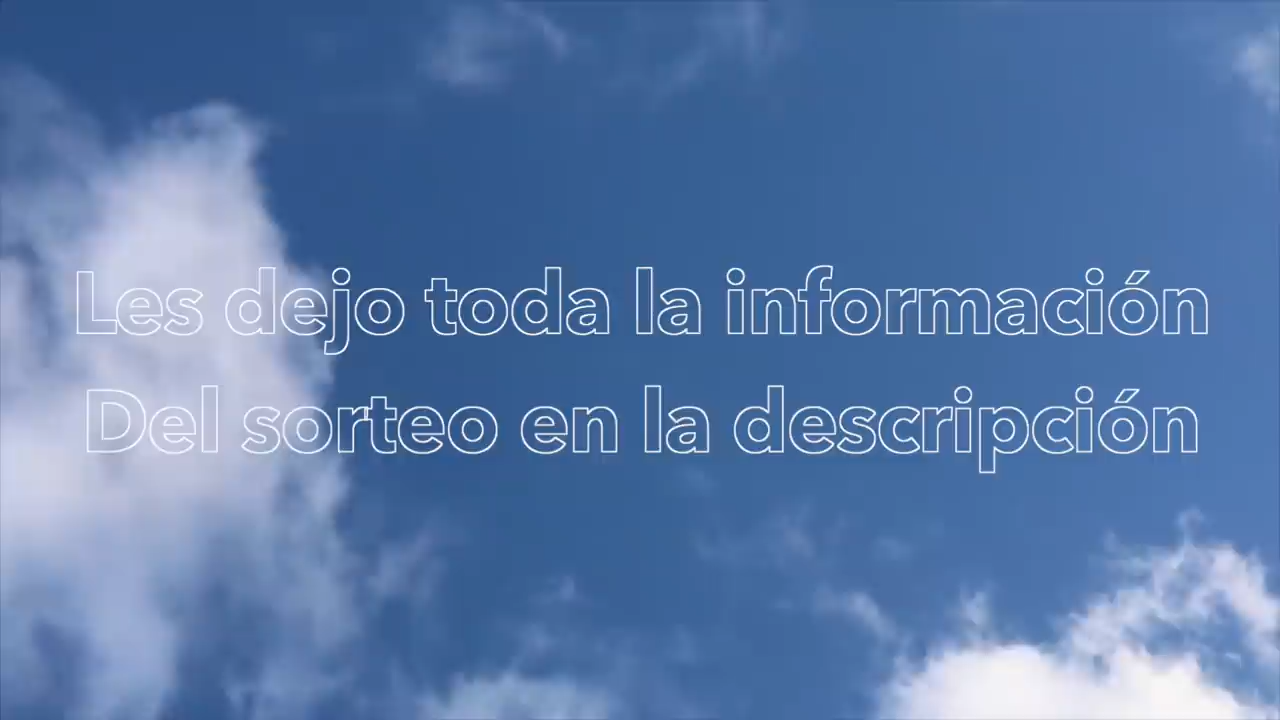 Les dejo toda la información
Del sorteo en la descripción